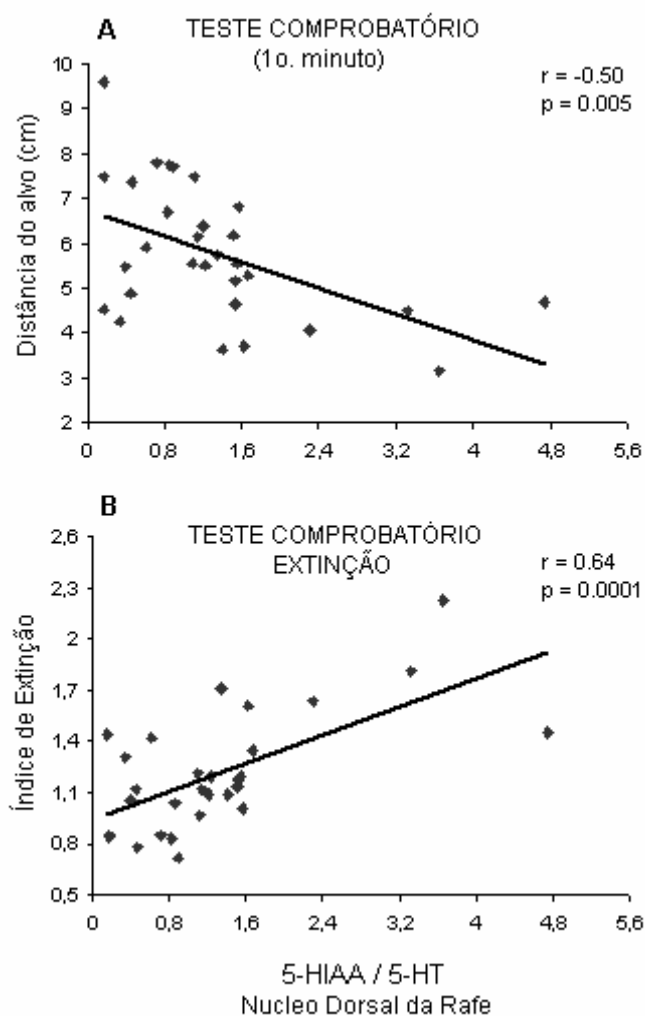 A
TESTE COMPROBATÓRIO
(1o. minuto)
r = -0.50
p = 0.005
Distância do alvo (cm)
10
9
8
7
6
5
4
3
2
0 0,8 1,6 2,4 3,2 4 4,8 5,6
B
TESTE COMPROBATÓRIO
EXTINÇÃO
r = 0.64
p = 0.0001
Índice de Extinção
2,6
2,3
2
1,7
1,4
1,1
0,8
0,5
0 0,8 1,6 2,4 3,2 4 4,8 5,6
5-HIAA / 5-HT
Nucleo Dorsal da Rafe